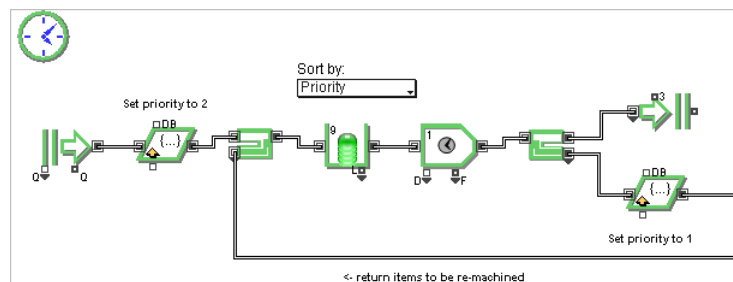 Sort by:
Priority
Set priority to 2
DB
{...}
9
1
3
Q
Q
L
D
F
DB
{...}
Set priority to 1
<- return items to be re-machined